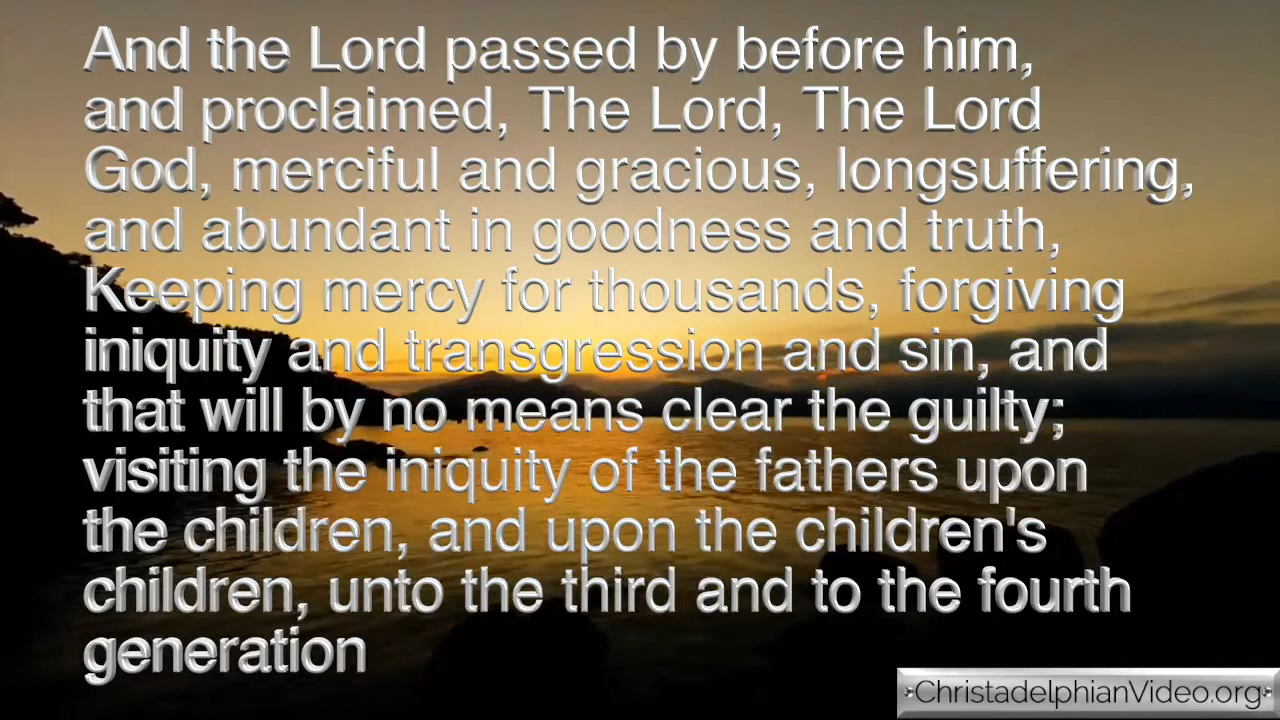 And the Lord passed by before him,
and proclaimed, The Lord, The Lord
God, merciful and gracious, longsuffering,
and abundant in goodness and truth,
Keeping mercy for thousands, forgiving
iniquity and transgression and sin, and
that will by no means clear the guilty;
visiting the iniquity of the fathers upon
the children, and upon the children's
children, unto the third and to the fourth
generation
ChristadelphianVideo.org